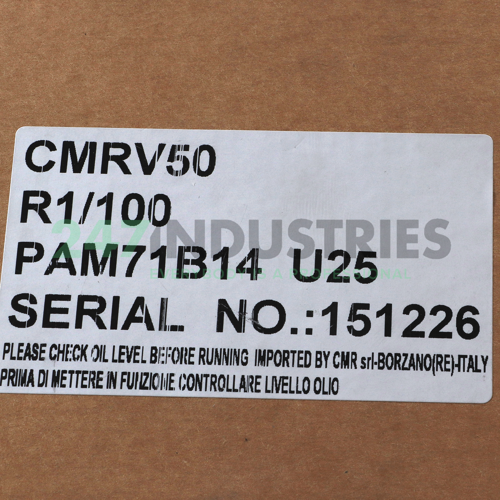 CMRV50
R1/100
247INDUSTRIES
PAM71B14 U25
SERIAL NO.:151226
PLEASE CHECK OIL LEVEL BEFORE RUNNING IMPORTED BY CMR srl-BORZANO(RE)-ITALY
PRIMA DI METTERE IN FUNZIONE CONTROLLARE LIVELLO OLIO